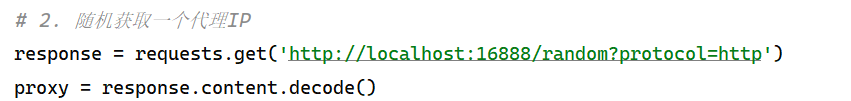 # 2. 随机获取一个代理IP
response = requests.get('http://localhost:16888/random?protocol=http')
proxy = response.content.decode()